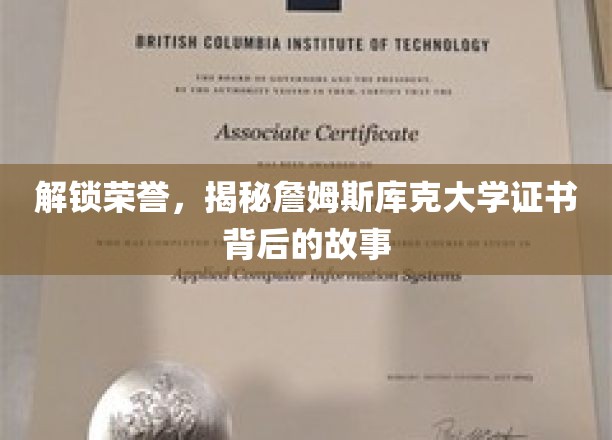 BRITISH COLUMBIA INSTITUTE OF TECHNOLOGY
THE BOARD OF GOVERNORS AND THE PRESIDENT,
BY THE AUTHORITY VESTED IN THEM, CERTIFY THAT THE
Associate Certificate
解锁荣誉，揭秘詹姆斯库克大学证书
背后的故事
Applied Computer Information Systems